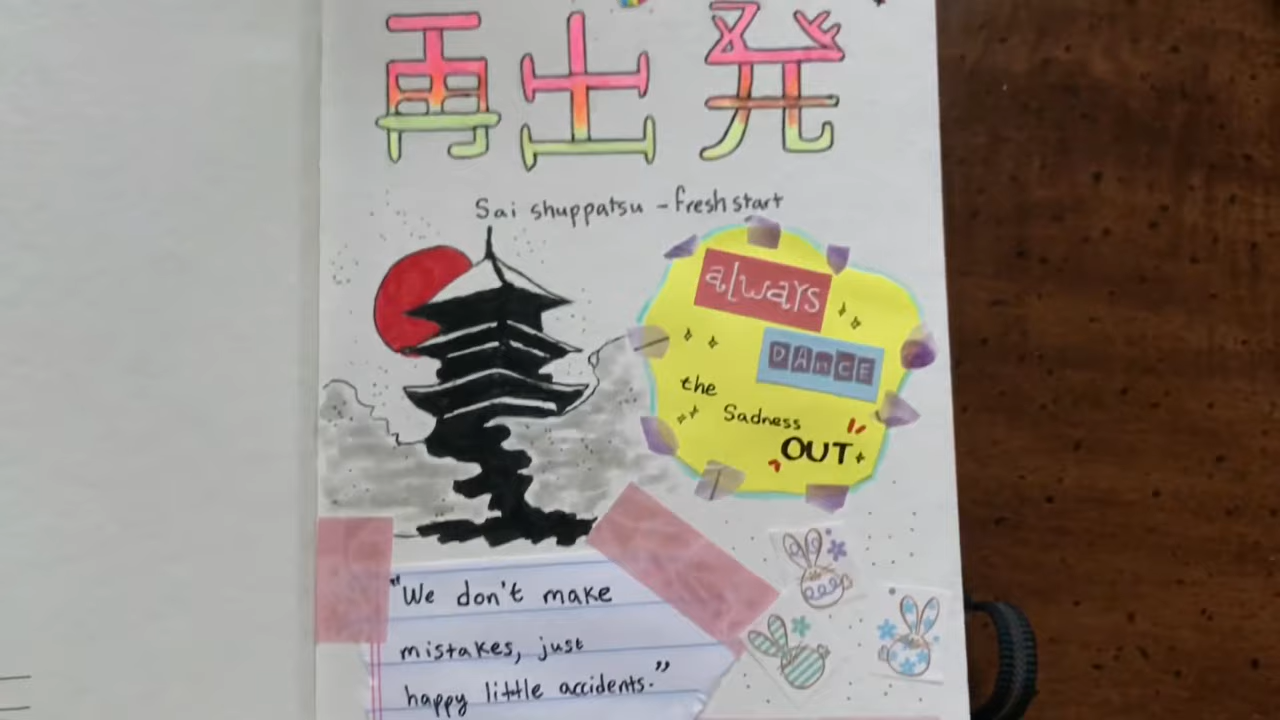 再出発
Sai shuppatsu - fresh start
always
DANCE
the
Sadness
OUT
"We don't make
mistakes, just
happy little accidents."